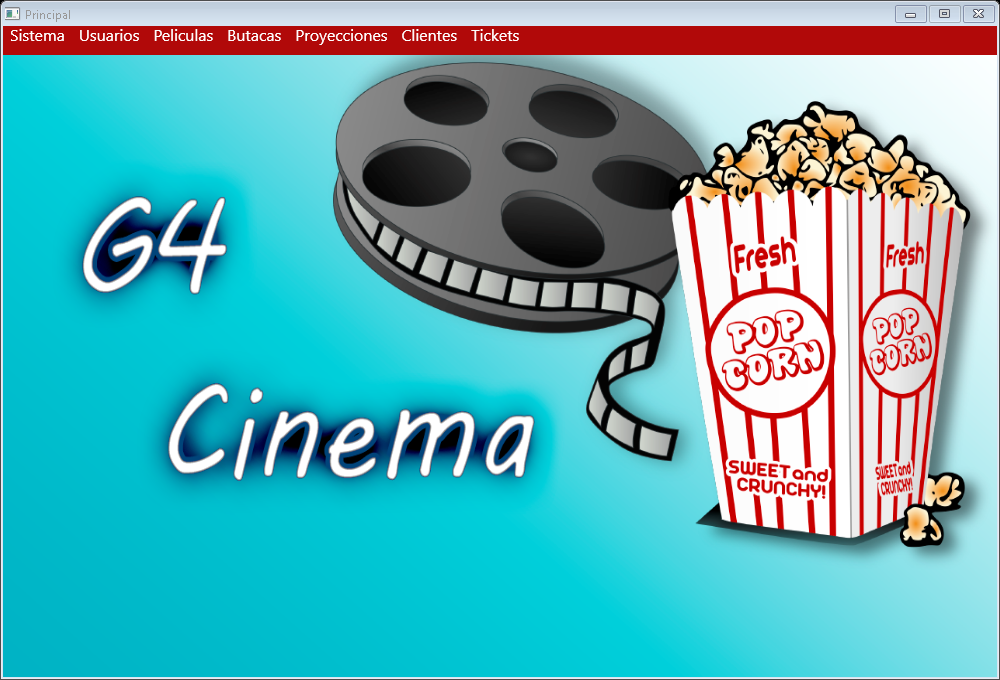 Principal
Sistema Usuarios Peliculas Butacas Proyecciones Clientes Tickets
G4
Cinema
Fresh
POP
CORN
SWEET and
CRUNCHY!
Fresh
POP
CORN
SWEET and
CRUNCHY!